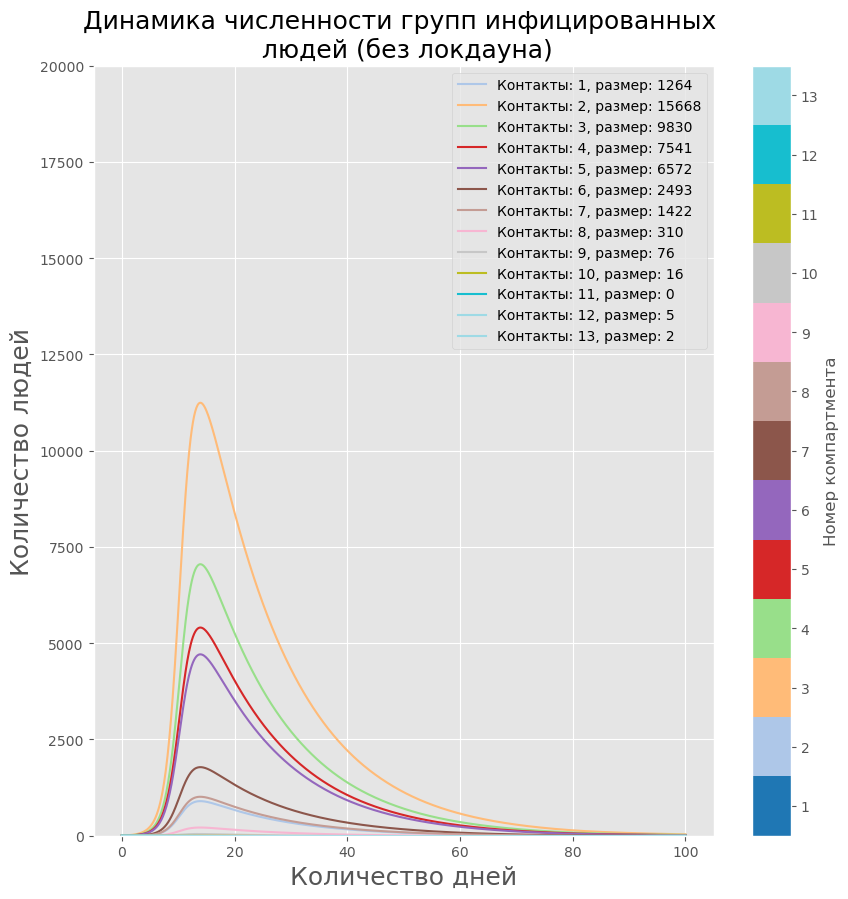 Динамика численности групп инфицированных
людей (без локдауна)
Количество людей
20000
17500
15000
12500
10000
7500
5000
2500
0
Контакты: 1, размер: 1264
Контакты: 2, размер: 15668
Контакты: 3, размер: 9830
Контакты: 4, размер: 7541
Контакты: 5, размер: 6572
Контакты: 6, размер: 2493
Контакты: 7, размер: 1422
Контакты: 8, размер: 310
Контакты: 9, размер: 76
Контакты: 10, размер: 16
Контакты: 11, размер: 0
Контакты: 12, размер: 5
Контакты: 13, размер: 2
0 20 40 60 80 100
Количество дней
13
12
11
10
9
8
7
6
5
4
3
2
1
Номер компартмента